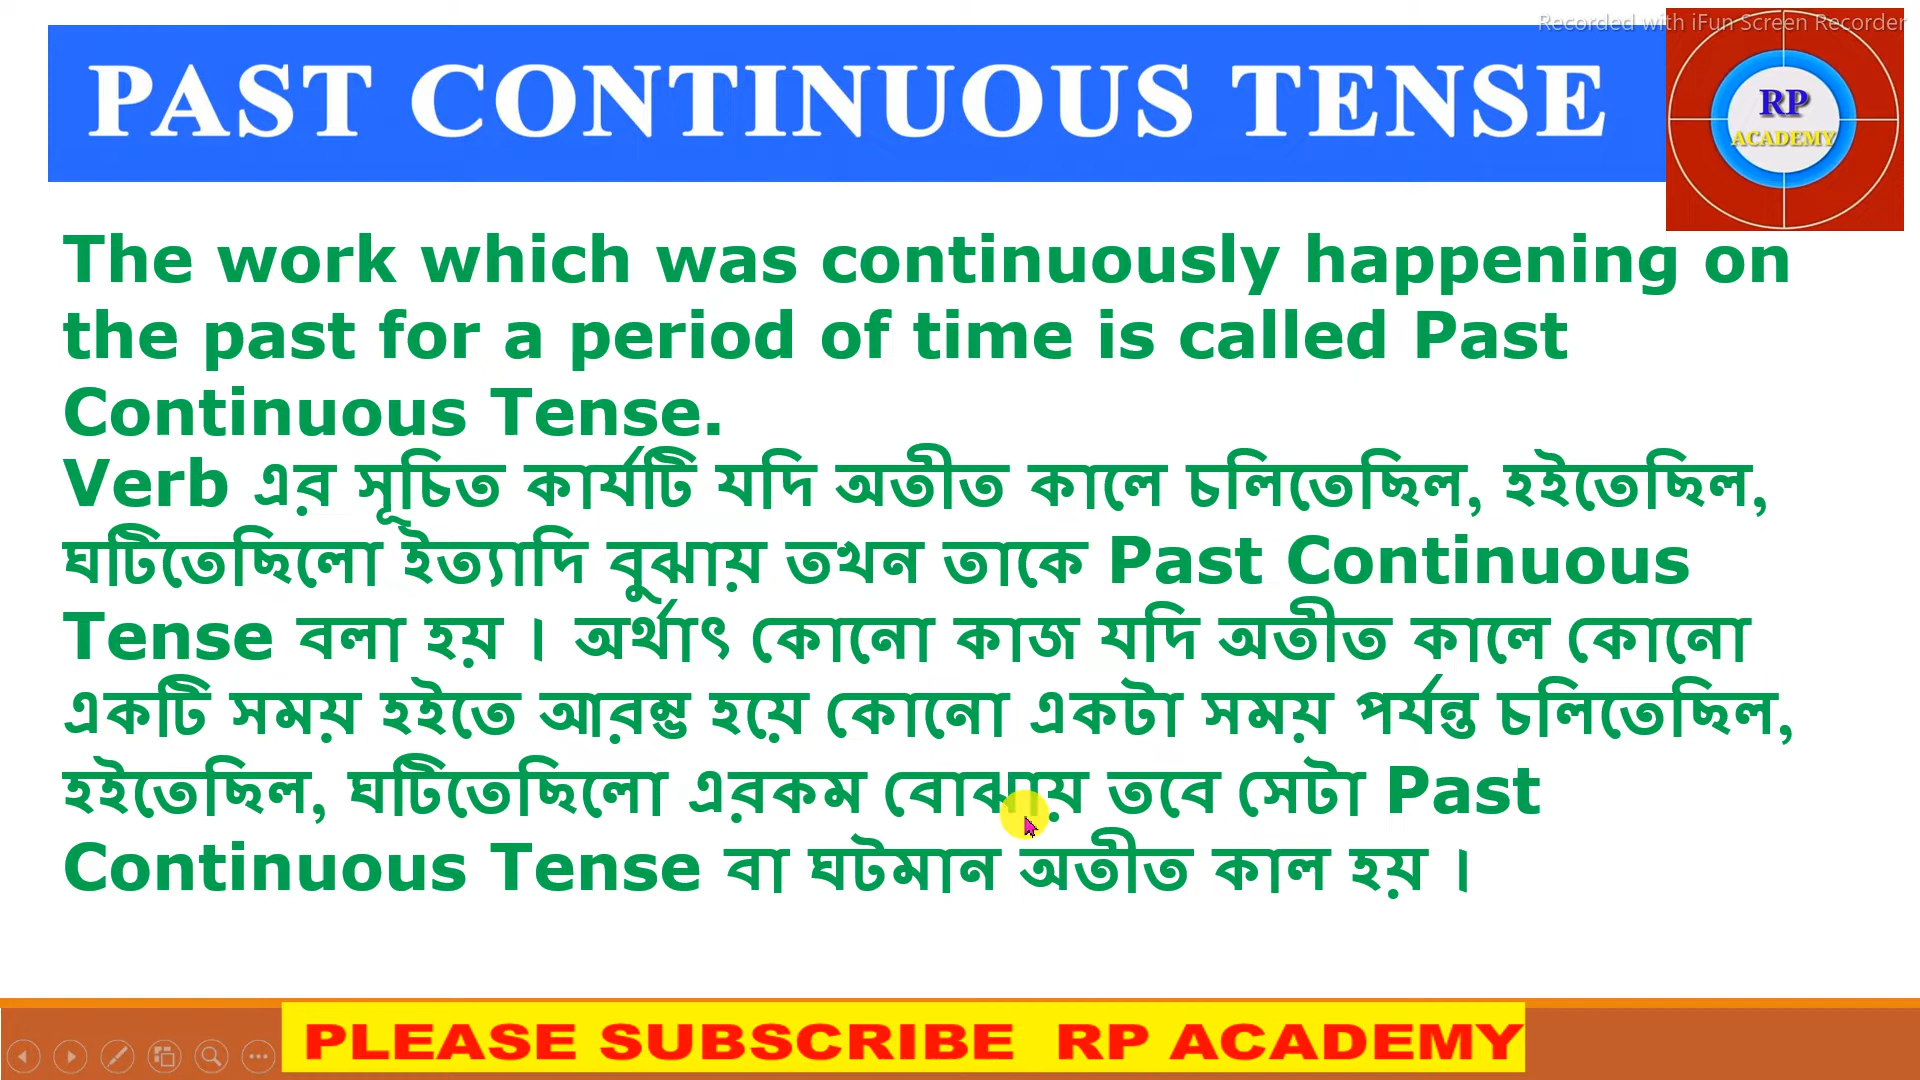 Recorded with iFun Screen Recorder
PAST CONTINUOUS TENSE
RP
ACADEMY
The work which was continuously happening on
the past for a period of time is called Past
Continuous Tense.
Verb এর সূচিত কার্যটি যদি অতীত কালে চলিতেছিল, হইতেছিল,
ঘটিতেছিলো ইত্যাদি বুঝায় তখন তাকে Past Continuous
Tense বলা হয় । অর্থাৎ কোনো কাজ যদি অতীত কালে কোনো
একটি সময় হইতে আরম্ভ হয়ে কোনো একটা সময় পর্যন্ত চলিতেছিল,
হইতেছিল, ঘটিতেছিলো এরকম বোঝায় তবে সেটা Past
Continuous Tense বা ঘটমান অতীত কাল হয় ।
PLEASE SUBSCRIBE RP ACADEMY